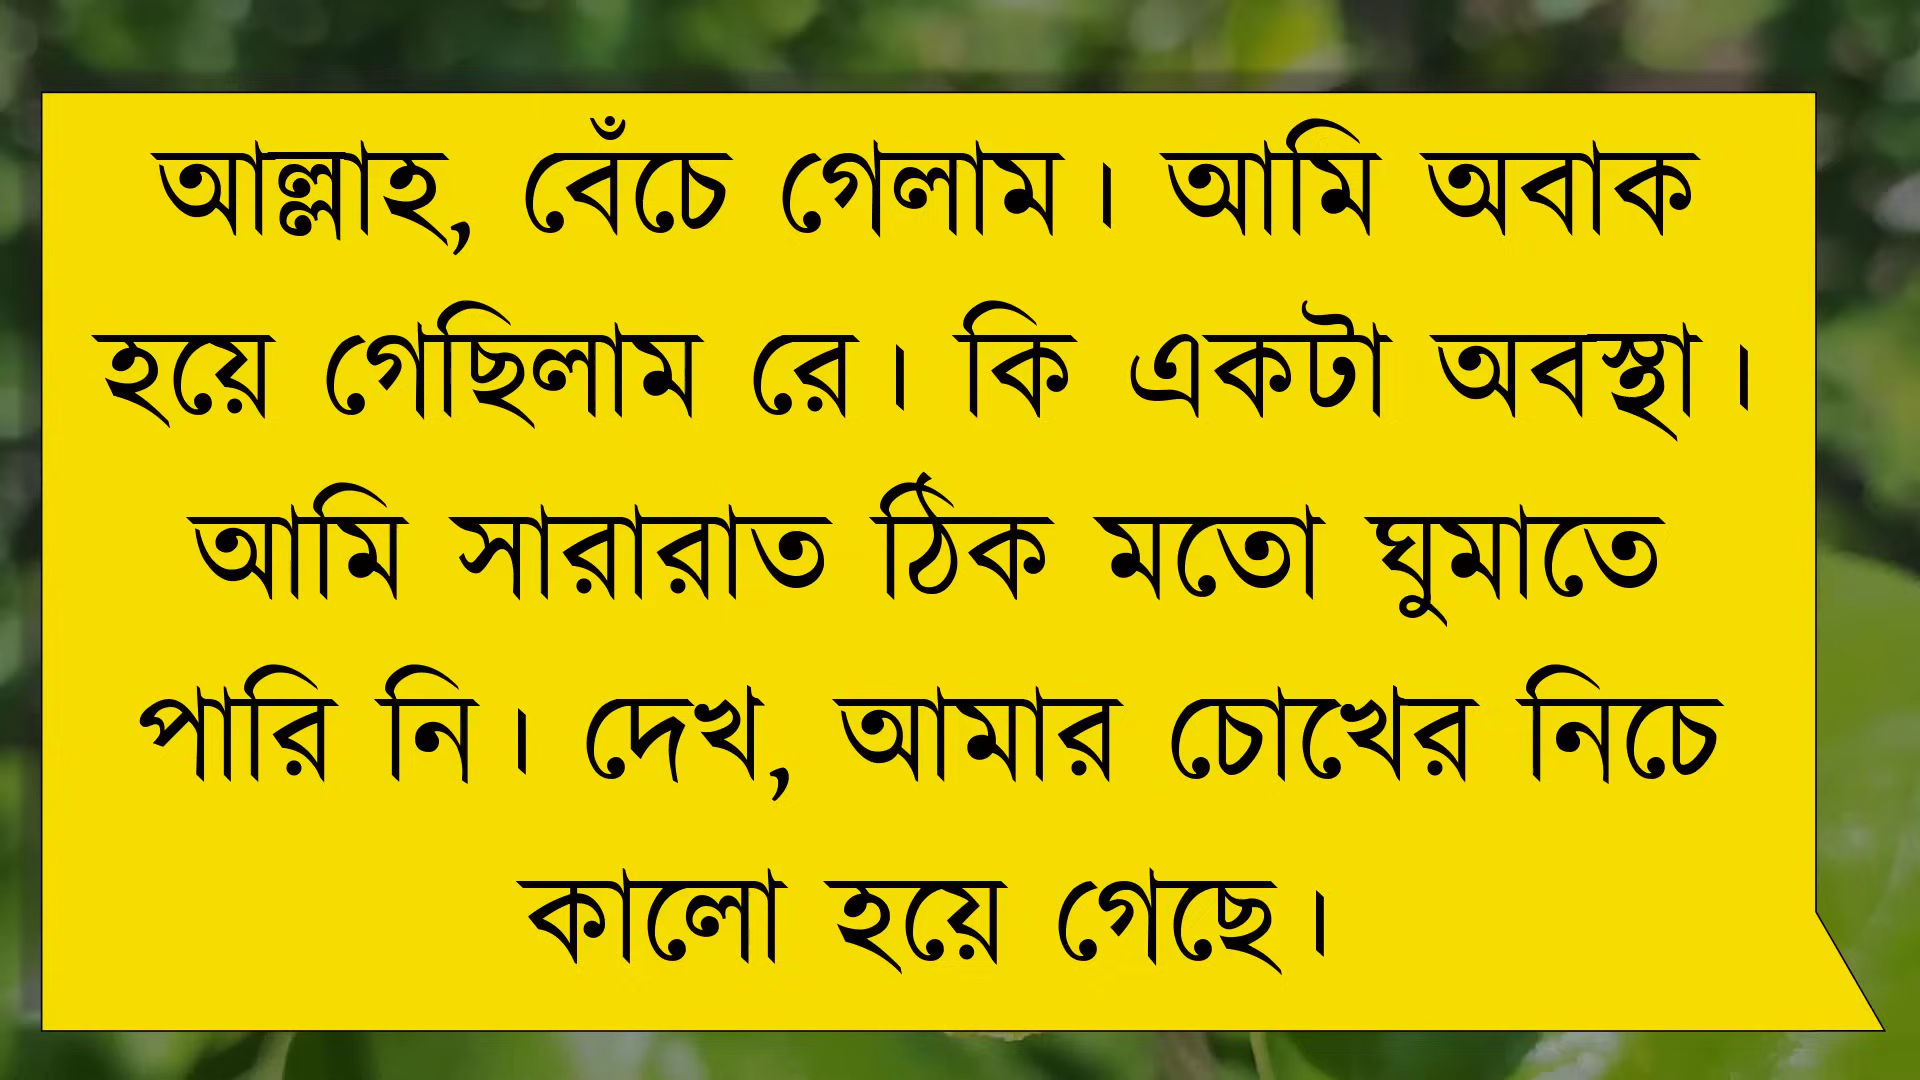 আল্লাহ, বেঁচে গেলাম। আমি অবাক
হয়ে গেছিলাম রে। কি একটা অবস্থা।
আমি সারারাত ঠিক মতো ঘুমাতে
পারি নি। দেখ, আমার চোখের নিচে
কালো হয়ে গেছে।